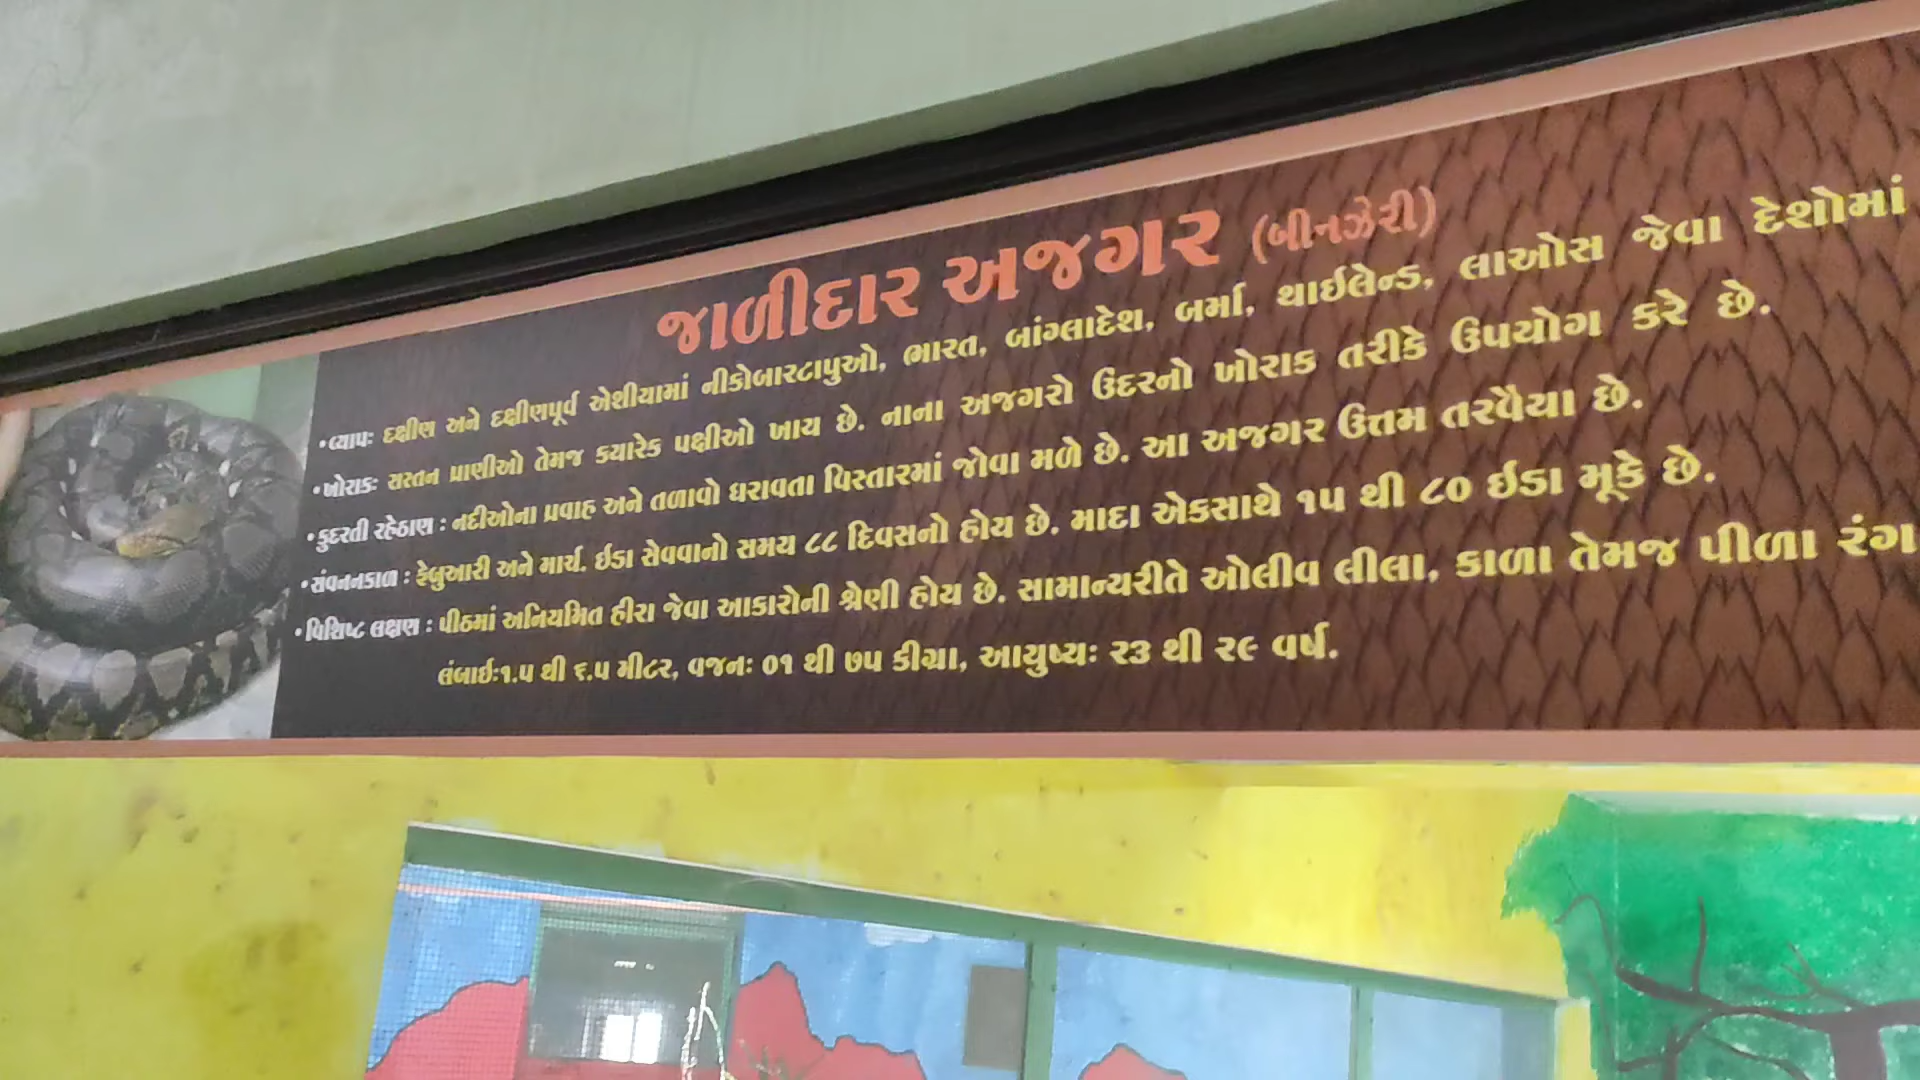 જાળીદાર અજગર (બીનઝેરી)
•વ્યાપઃ દક્ષીણ અને દક્ષીણપૂર્વ એશીયામાં નીકોબારટાપુઓ, ભારત, બાંગ્લાદેશ, બર્મા, થાઈલેન્ડ, લાઓસ જેવા દેશોમાં
•ખોરાકઃ સસ્તન પ્રાણીઓ તેમજ કયારેક પક્ષીઓ ખાય છે. નાના અજગરો ઉંદરનો ખોરાક તરીકે ઉપયોગ કરે છે.
•કુદરતી રહેઠાણ : નદીઓના પ્રવાહ અને તળાવો ધરાવતા વિસ્તારમાં જોવા મળે છે. આ અજગર ઉત્તમ તરવૈયા છે.
•સંવનનકાળ : ફેબ્રુઆરી અને માર્ચ. ઈંડા સેવવાનો સમય ૮૮ દિવસનો હોય છે. માદા એકસાથે ૧૫ થી ૮૦ ઈંડા મૂકે છે.
•વિશિષ્ટ લક્ષણ : પીઠમાં અનિયમિત હીરા જેવા આકારોની શ્રેણી હોય છે. સામાન્યરીતે ઓલીવ લીલા, કાળા તેમજ પીળા રંગ
લંબાઈઃ૧.૫ થી ૬.૫ મીટર, વજનઃ ૦૧ થી ૭૫ કીગ્રા, આયુષ્યઃ ૨૩ થી ૨૯ વર્ષ.